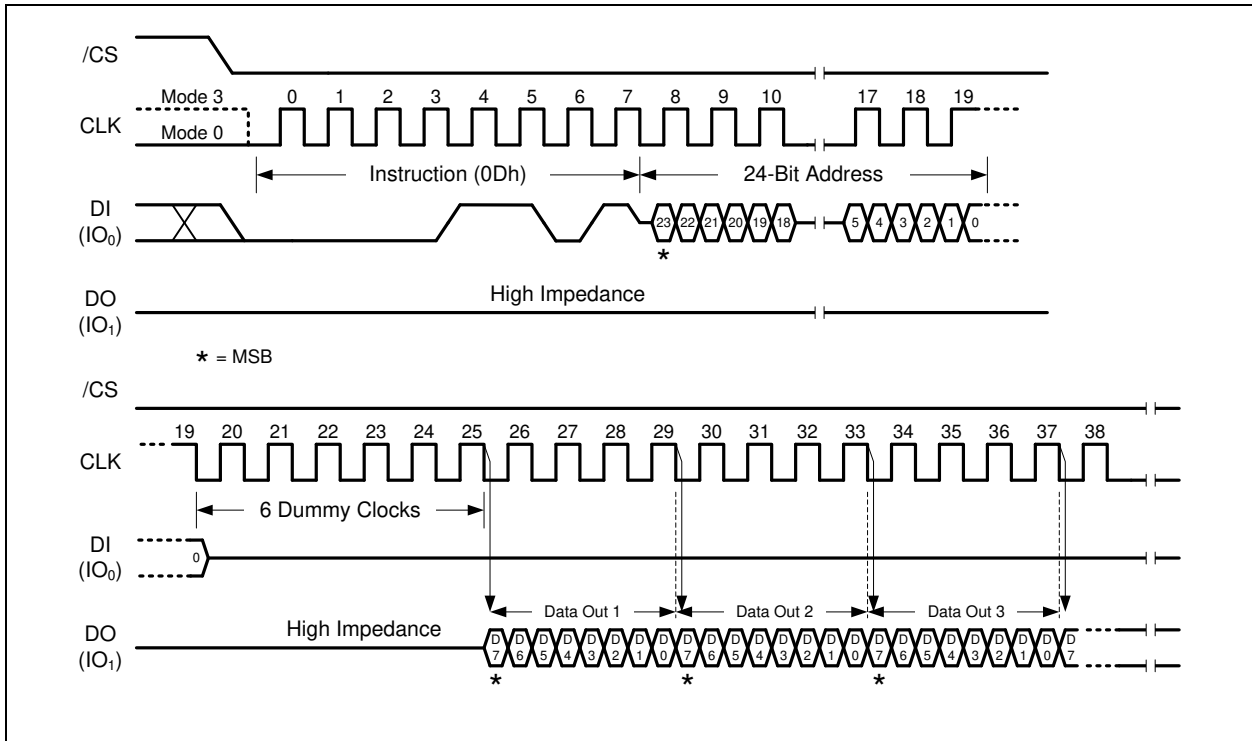 /CS
Mode 3
0 1 2 3 4 5 6 7 8 9 10 17 18 19
CLK
Mode 0
Instruction (0Dh)
24-Bit Address
DI
(IO₀)
23 22 21 20 19 18 5 4 3 2 1 0
*
DO
(IO₁)
High Impedance
* = MSB
/CS
19 20 21 22 23 24 25 26 27 28 29 30 31 32 33 34 35 36 37 38
CLK
6 Dummy Clocks
DI
(IO₀)
0
Data Out 1
Data Out 2
Data Out 3
DO
(IO₁)
High Impedance
D7 D6 D5 D4 D3 D2 D1 D0 D7 D6 D5 D4 D3 D2 D1 D0 D7 D6 D5 D4 D3 D2 D1 D0 D7
* * *